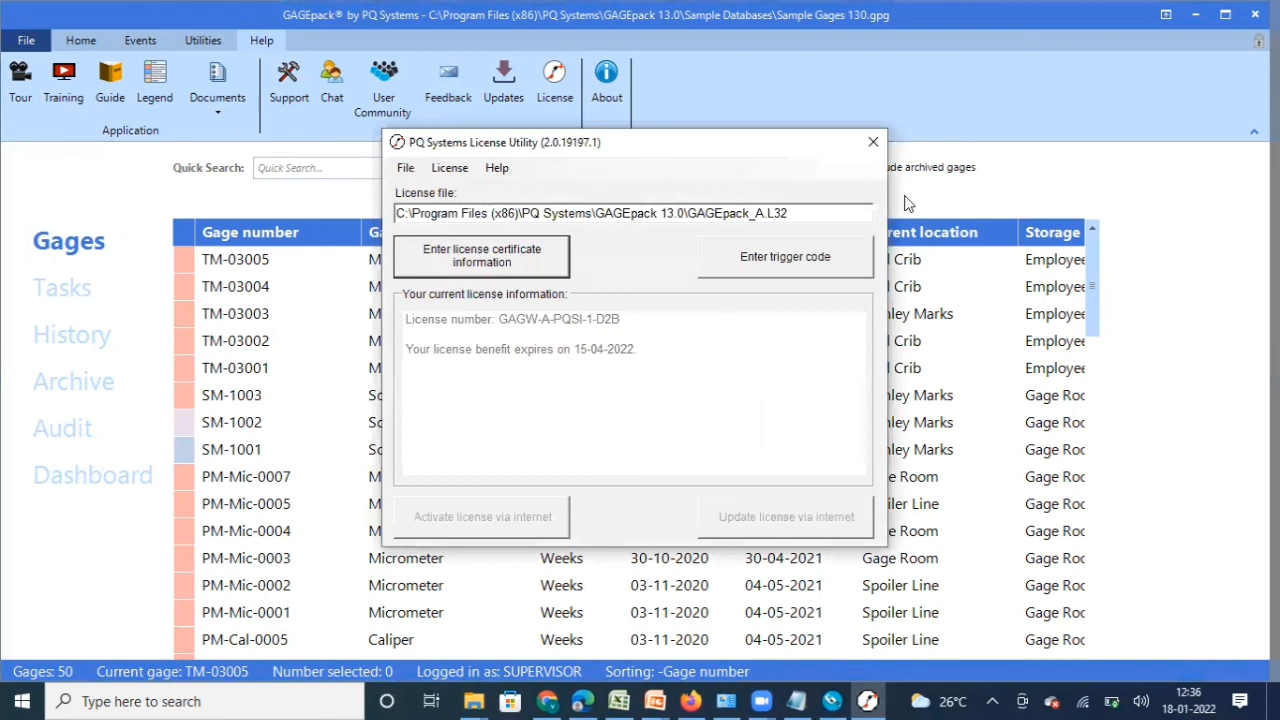 GAGEpack® by PQ Systems - C:\Program Files (x86)\PQ Systems\GAGEpack 13.0\Sample Databases\Sample Gages 130.gpg
File Home Events Utilities Help
Tour Training Guide Legend Documents Support Chat User Community Feedback Updates License About
Application
PQ Systems License Utility (2.0.19197.1)
File License Help
Quick Search: Quick Search... archived gages
License file:
C:\Program Files (x86)\PQ Systems\GAGEpack 13.0\GAGEpack_A.L32
Enter license certificate
information
Enter trigger code
Your current license information:
License number: GAGW-A-PQSI-1-D2B
Your license benefit expires on 15-04-2022.
Activate license via internet Update license via internet
Gages
Tasks
History
Archive
Audit
Dashboard
Gage number location Storage
TM-03005 Crib Employee
TM-03004 Crib Employee
TM-03003 Marks Employee
TM-03002 Crib Employee
TM-03001 Crib Employee
SM-1003 Marks Gage Roo
SM-1002 Marks Gage Roo
SM-1001 Marks Gage Roo
PM-Mic-0007 Room Gage Roo
PM-Mic-0005 Line Gage Roo
PM-Mic-0004 Room Gage Roo
PM-Mic-0003 Micrometer Weeks 30-10-2020 30-04-2021 Gage Room Gage Roo
PM-Mic-0002 Micrometer Weeks 03-11-2020 04-05-2021 Spoiler Line Gage Roo
PM-Mic-0001 Micrometer Weeks 03-11-2020 04-05-2021 Spoiler Line Gage Roo
PM-Cal-0005 Caliper Weeks 03-11-2020 04-05-2021 Spoiler Line Gage Roo
Gages: 50 Current gage: TM-03005 Number selected: 0 Logged in as: SUPERVISOR Sorting: -Gage number
Type here to search
26°C
12:36
18-01-2022